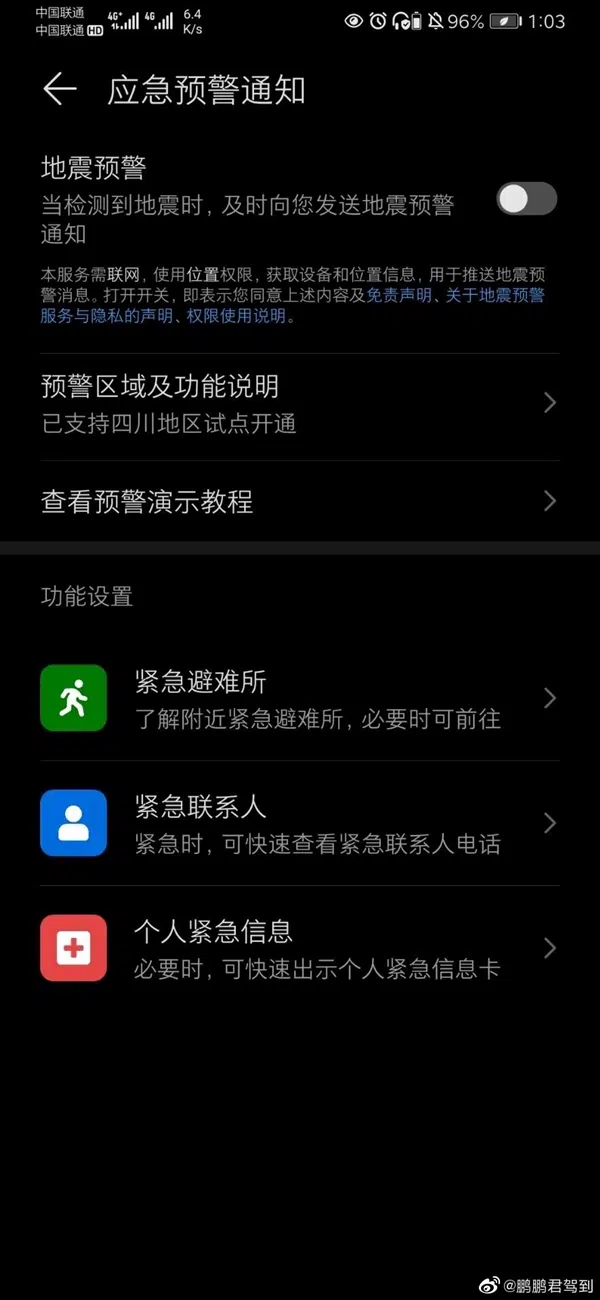 中国联通 4G+ 4G 6.4 96% 1:03
中国联通 HD K/s
应急预警通知
地震预警
当检测到地震时，及时向您发送地震预警
通知
本服务需联网，使用位置权限，获取设备和位置信息，用于推送地震预
警消息。打开开关，即表示您同意上述内容及免责声明、关于地震预警
服务与隐私的声明、权限使用说明。
预警区域及功能说明
已支持四川地区试点开通
查看预警演示教程
功能设置
紧急避难所
了解附近紧急避难所，必要时可前往
紧急联系人
紧急时，可快速查看紧急联系人电话
个人紧急信息
必要时，可快速出示个人紧急信息卡
@鹏鹏君驾到